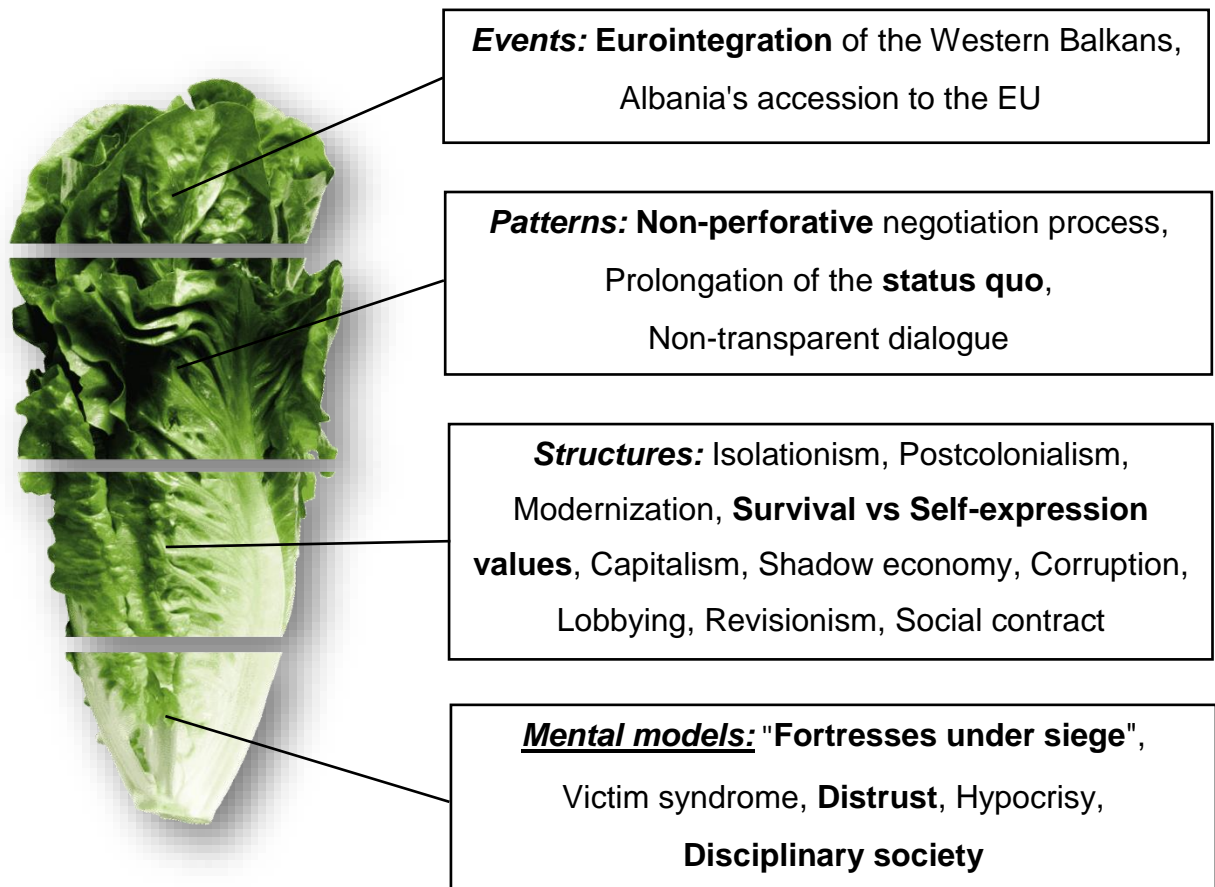 Events: Eurointegration of the Western Balkans,
Albania's accession to the EU
Patterns: Non-perforative negotiation process,
Prolongation of the status quo,
Non-transparent dialogue
Structures: Isolationism, Postcolonialism,
Modernization, Survival vs Self-expression
values, Capitalism, Shadow economy, Corruption,
Lobbying, Revisionism, Social contract
Mental models: "Fortresses under siege",
Victim syndrome, Distrust, Hypocrisy,
Disciplinary society